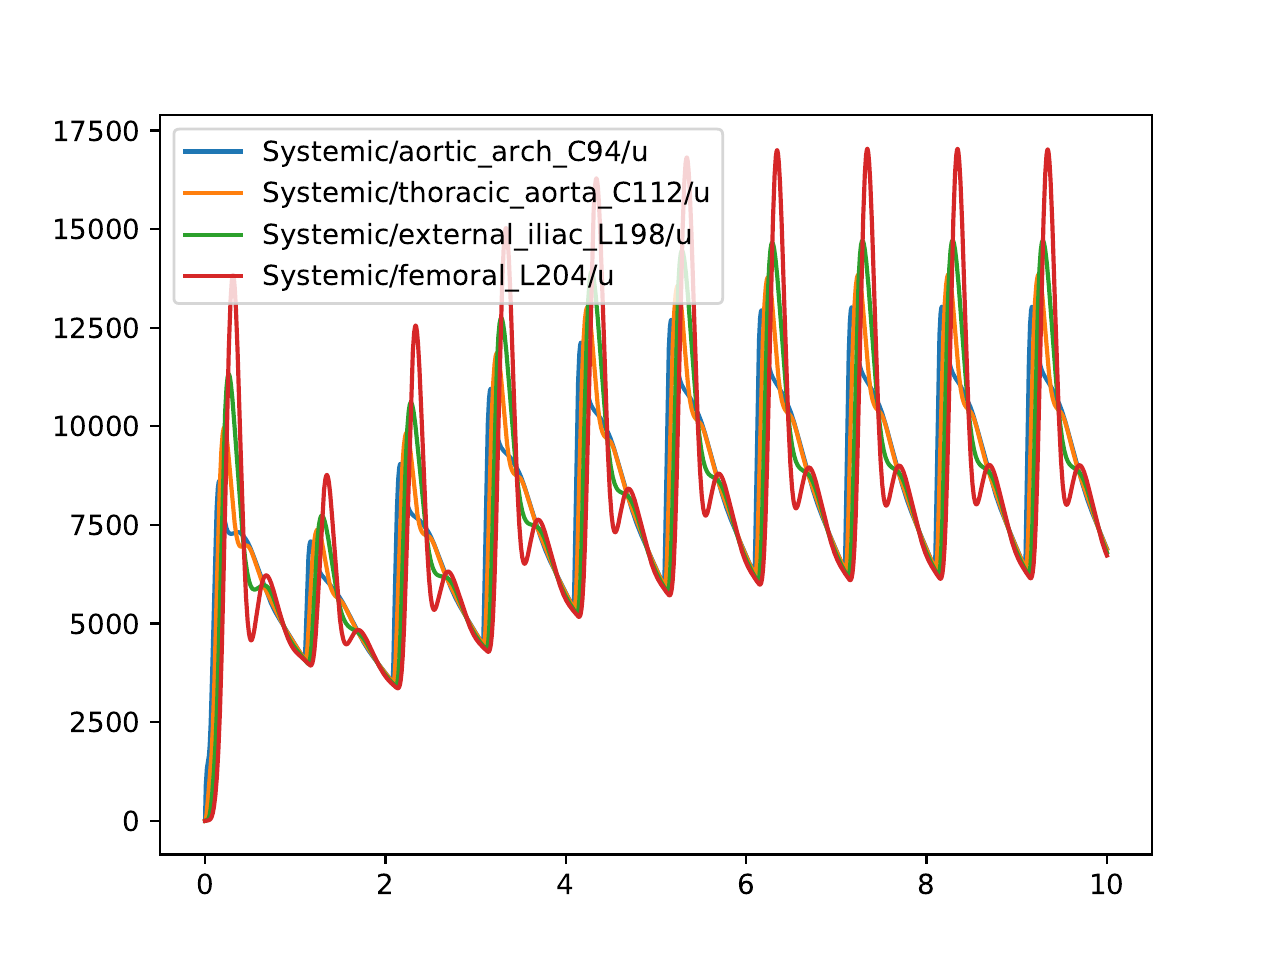 17500
15000
12500
10000
7500
5000
2500
0
Systemic/aortic_arch_C94/u
Systemic/thoracic_aorta_C112/u
Systemic/external_iliac_L198/u
Systemic/femoral_L204/u
0 2 4 6 8 10